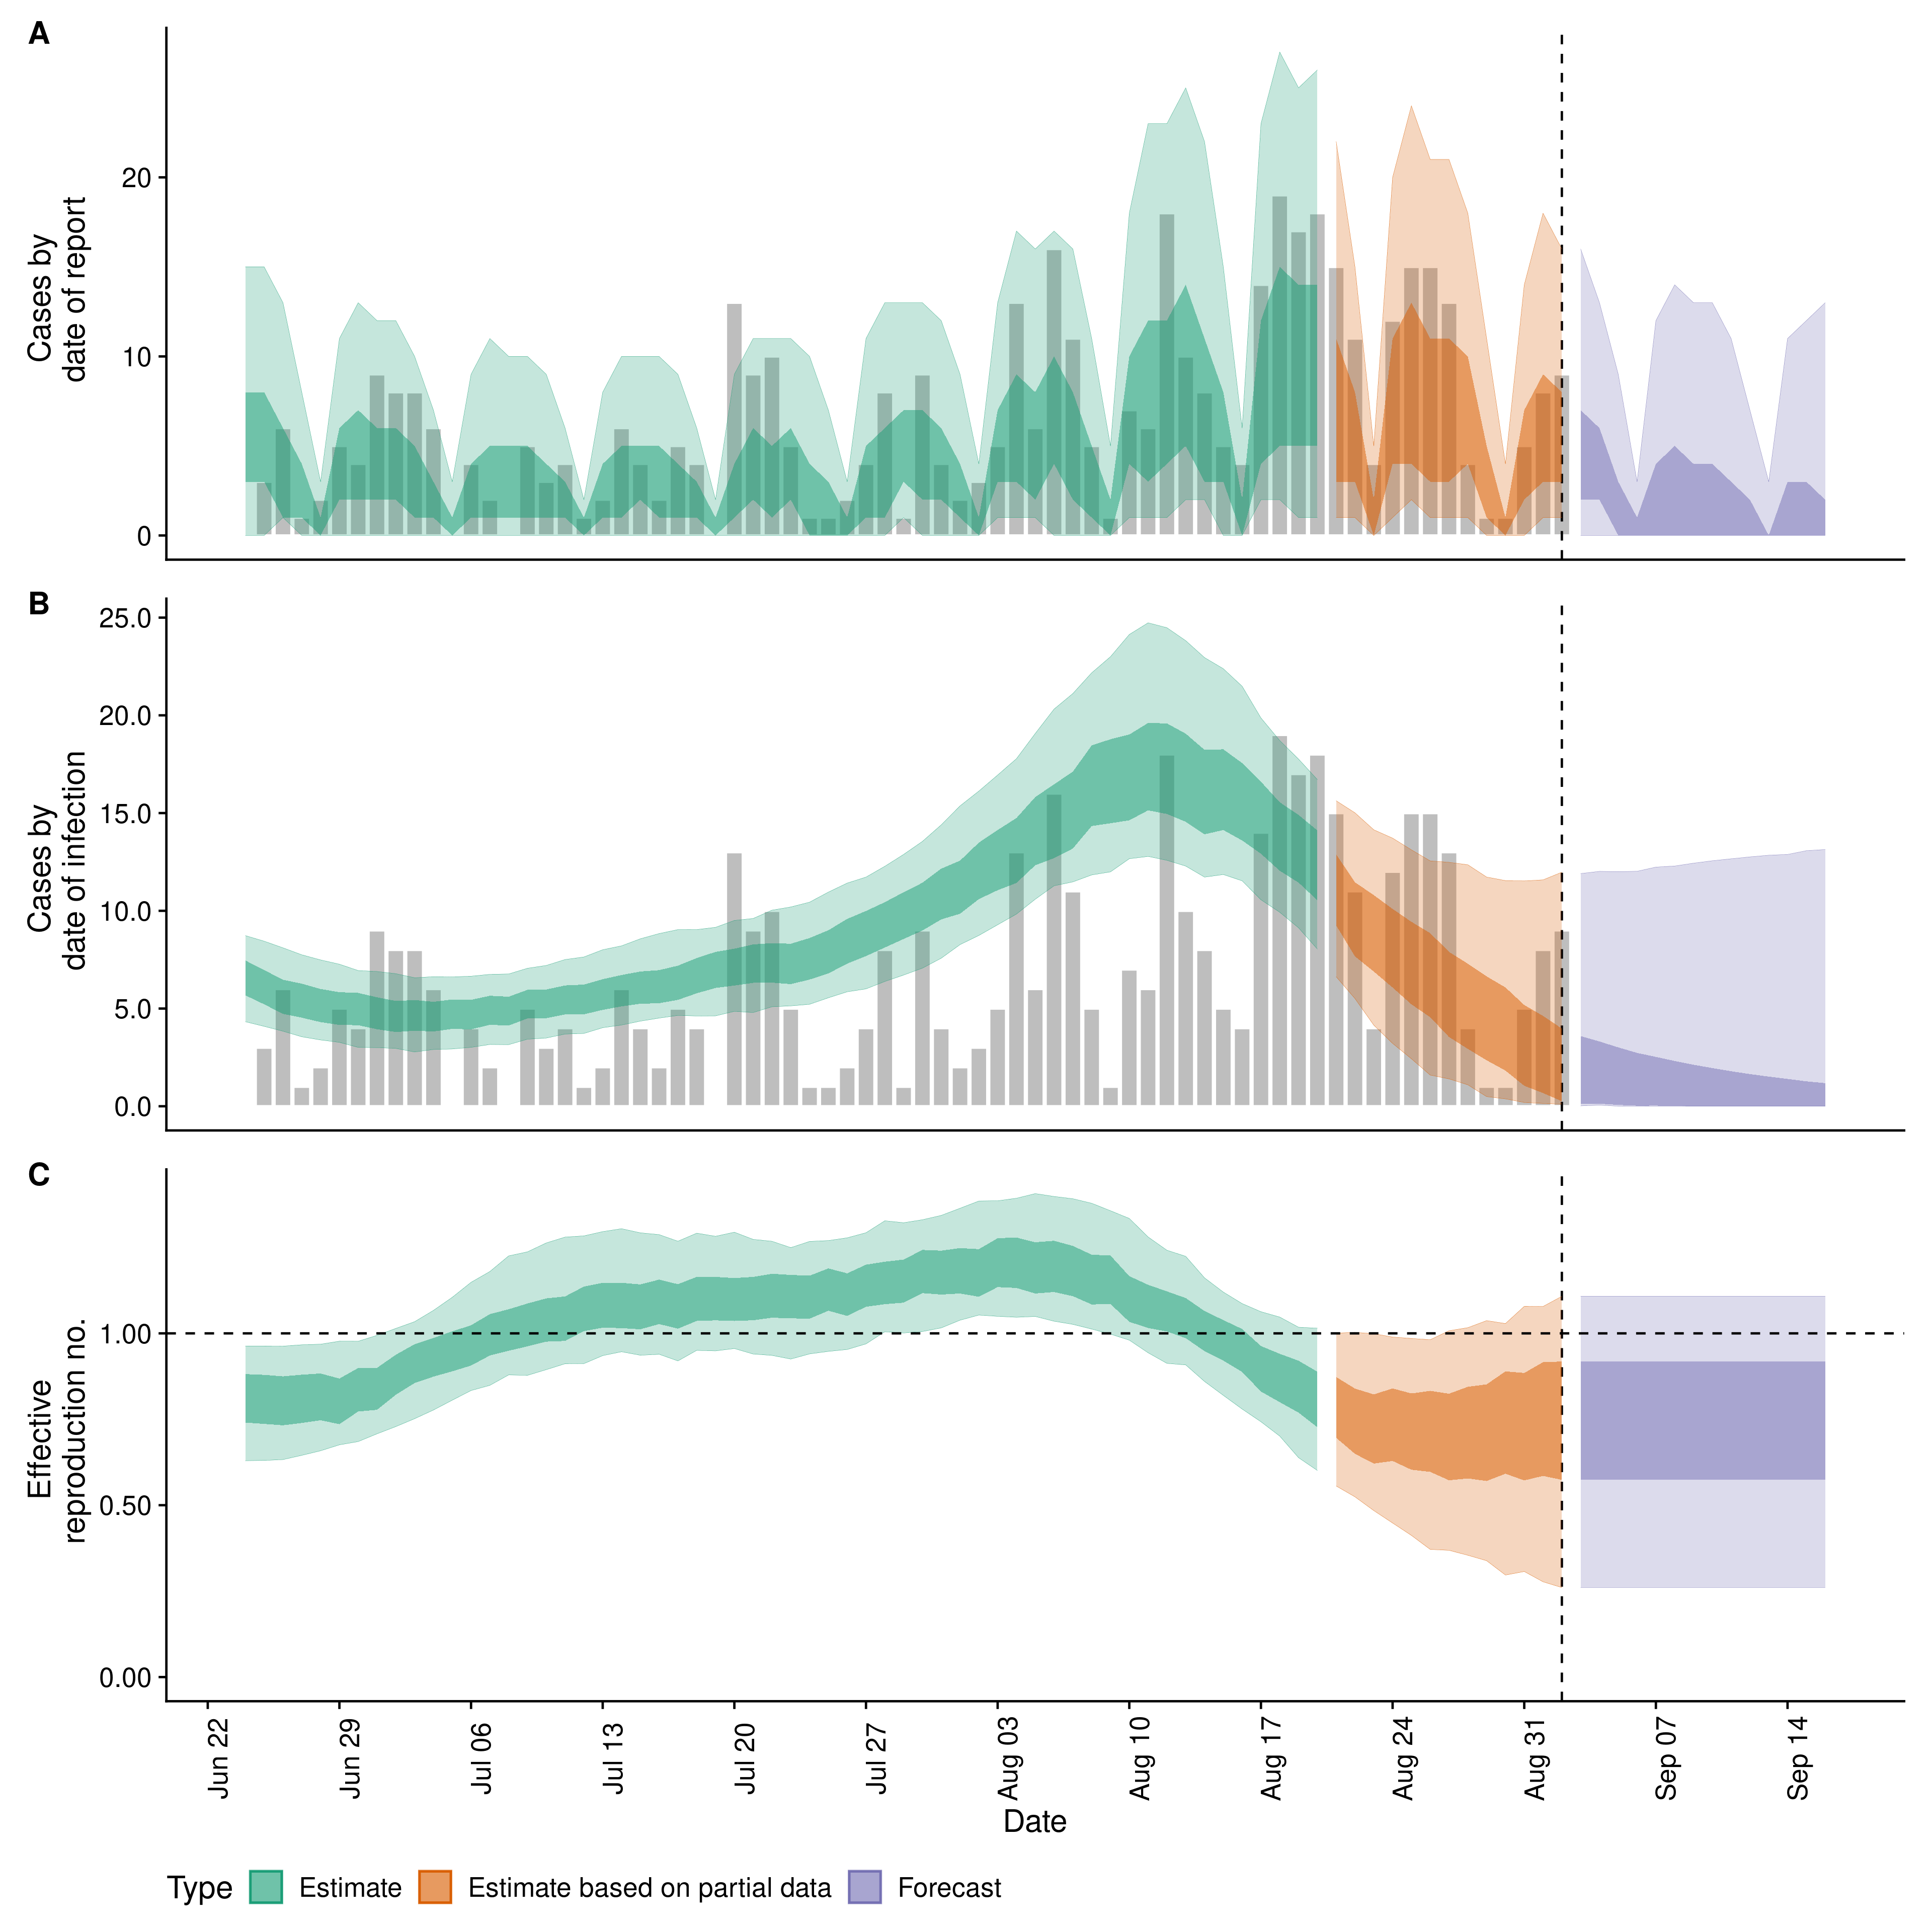 A
Cases by
date of report
20
10
0
B
Cases by
date of infection
25.0
20.0
15.0
10.0
5.0
0.0
C
Effective
reproduction no.
1.00
0.50
0.00
Jun 22
Jun 29
Jul 06
Jul 13
Jul 20
Jul 27
Aug 03
Aug 10
Aug 17
Aug 24
Aug 31
Sep 07
Sep 14
Date
Type Estimate Estimate based on partial data Forecast